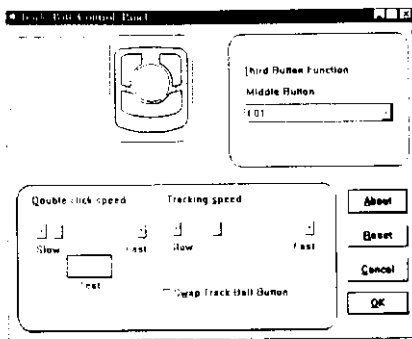 Track Ball Control Panel
Third Button Function
Middle Button
Double click speed
Tracking speed
Slow
Fast
Slow
Fast
Test
Swap Track Ball Button
About
Reset
Cancel
OK